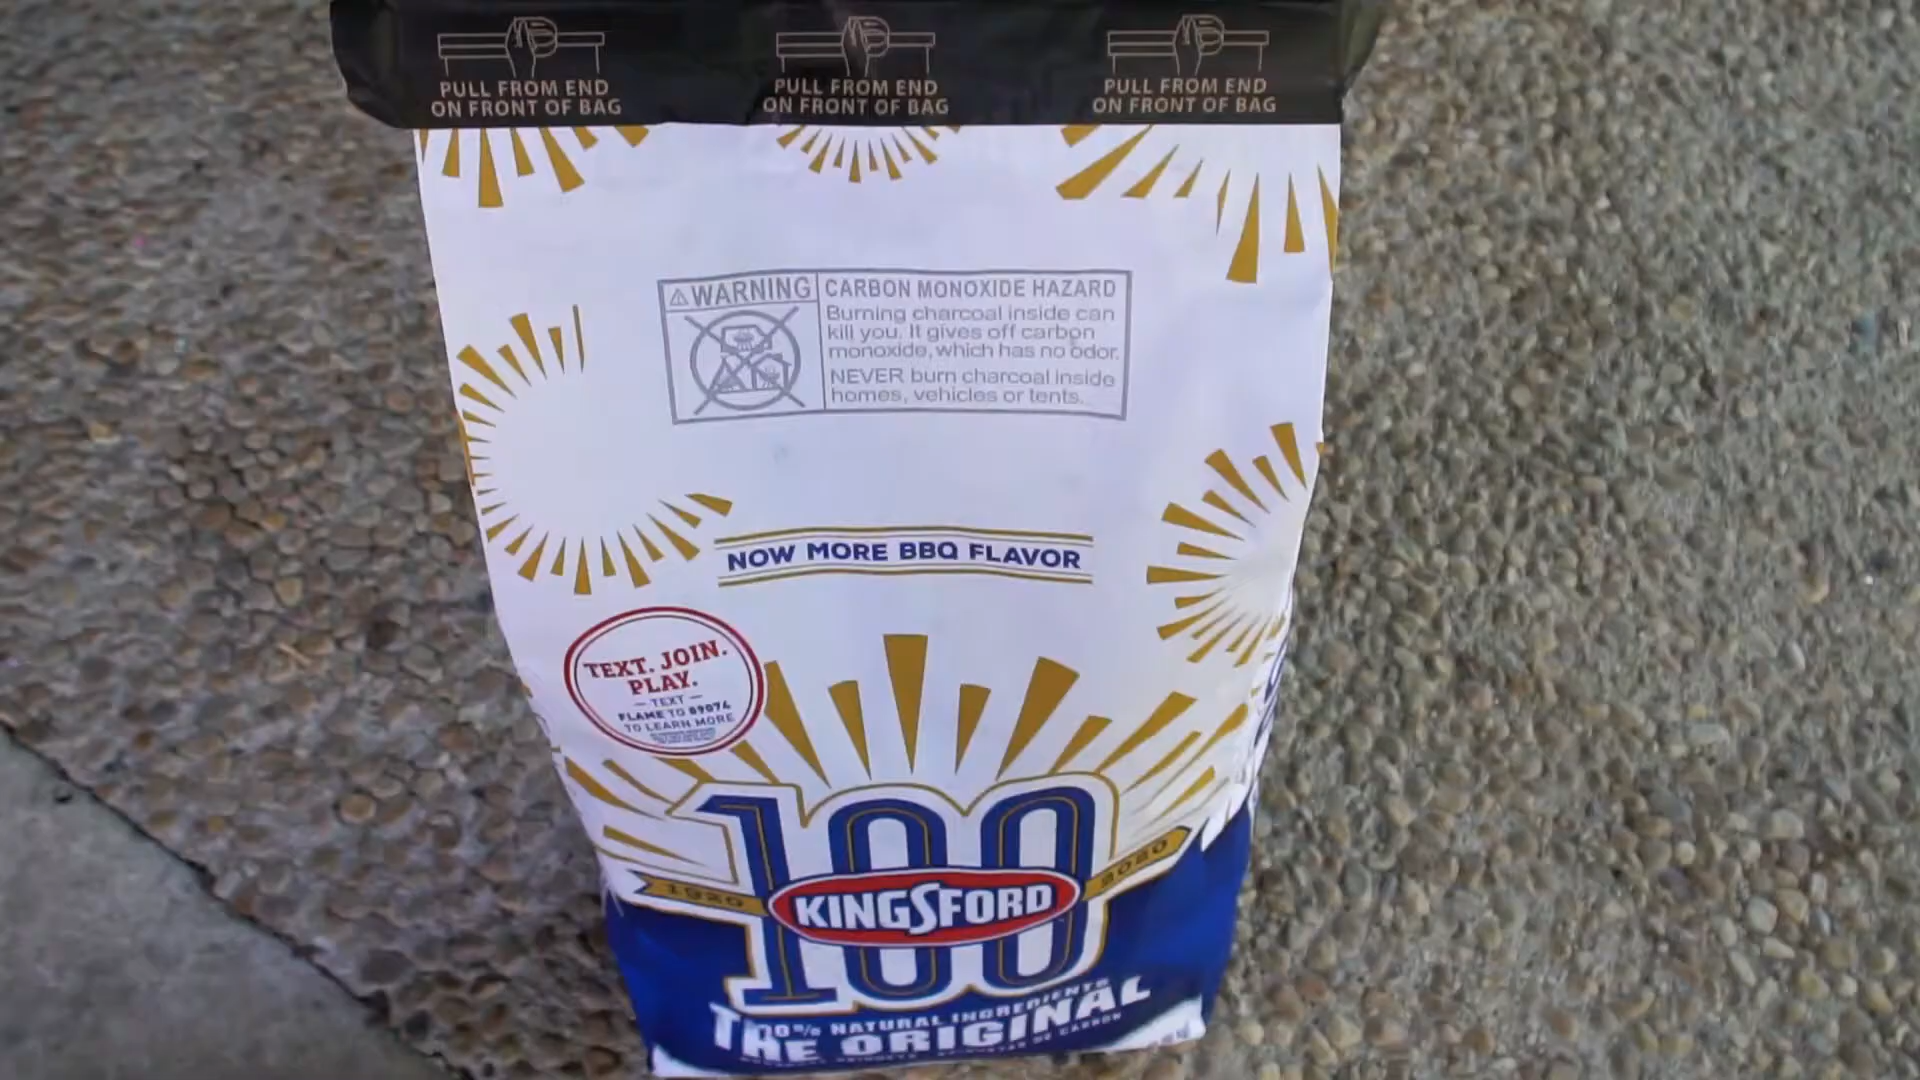 PULL FROM END
ON FRONT OF BAG
PULL FROM END
ON FRONT OF BAG
PULL FROM END
ON FRONT OF BAG
WARNING
CARBON MONOXIDE HAZARD
Burning charcoal inside can
kill you. It gives off carbon
monoxide, which has no odor.
NEVER burn charcoal inside
homes, vehicles or tents.
NOW MORE BBQ FLAVOR
TEXT. JOIN.
PLAY.
— TEXT —
FLAME TO 89074
TO LEARN MORE
100
1920
2020
KINGSFORD
100% NATURAL INGREDIENTS
THE ORIGINAL